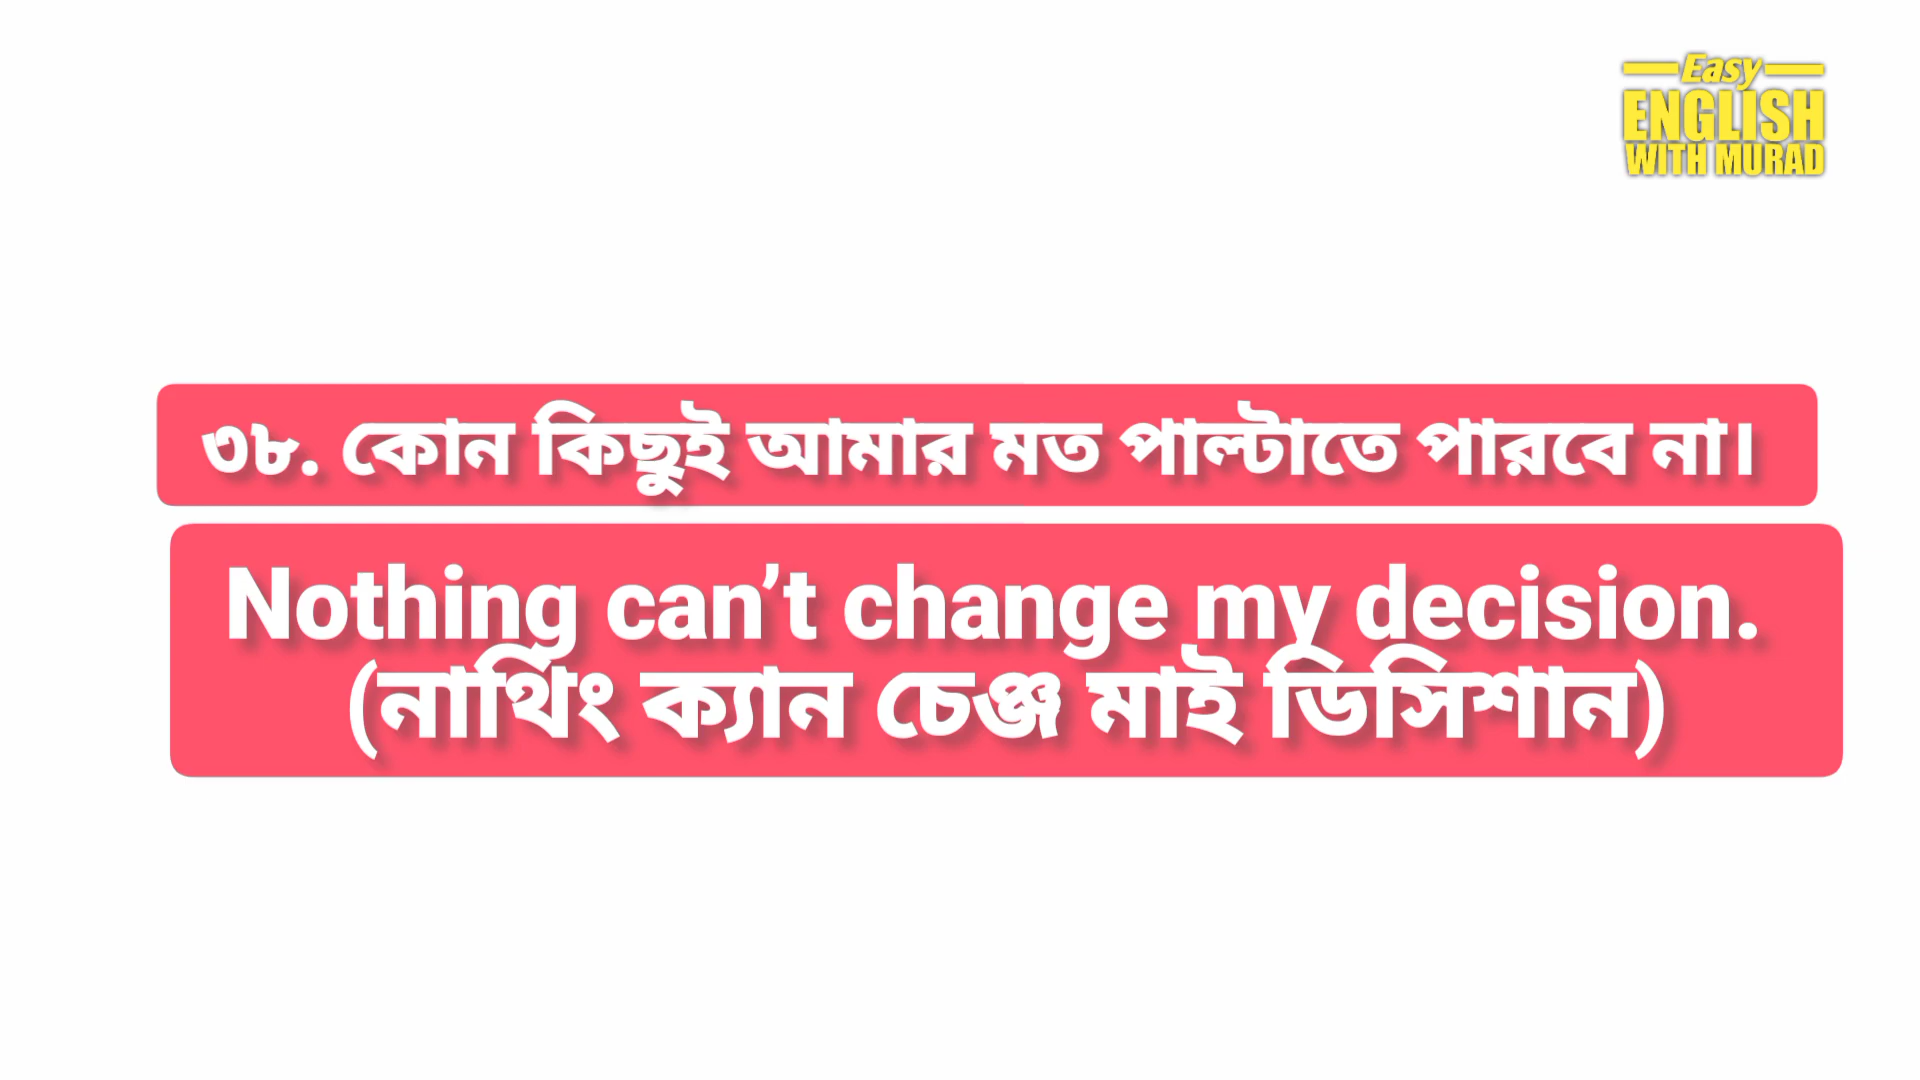 Easy
ENGLISH
WITH MURAD
৩৮. কোন কিছুই আমার মত পাল্টাতে পারবে না।
Nothing can’t change my decision.
(নাথিং ক্যান চেঞ্জ মাই ডিসিশান)